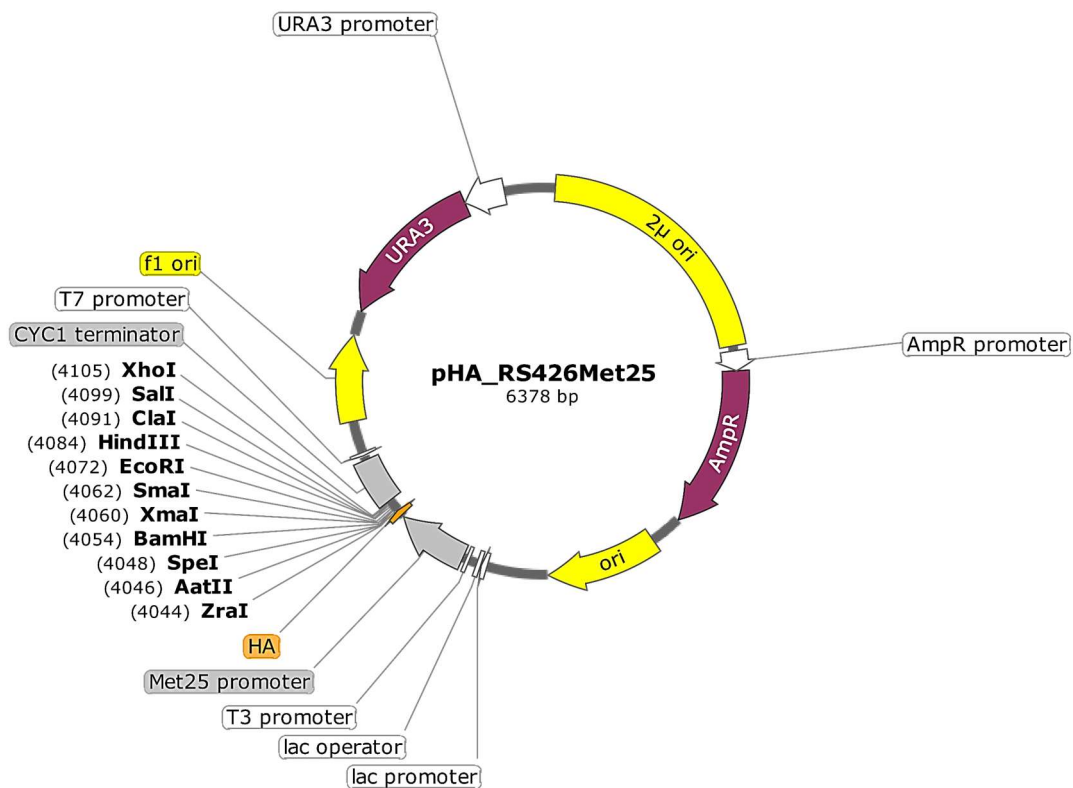 URA3 promoter
2μ ori
URA3
f1 ori
T7 promoter
CYC1 terminator
AmpR promoter
pHA_RS426Met25
6378 bp
(4105) XhoI
(4099) SalI
(4091) ClaI
(4084) HindIII
(4072) EcoRI
(4062) SmaI
(4060) XmaI
(4054) BamHI
(4048) SpeI
(4046) AatII
(4044) ZraI
AmpR
ori
HA
Met25 promoter
T3 promoter
lac operator
lac promoter